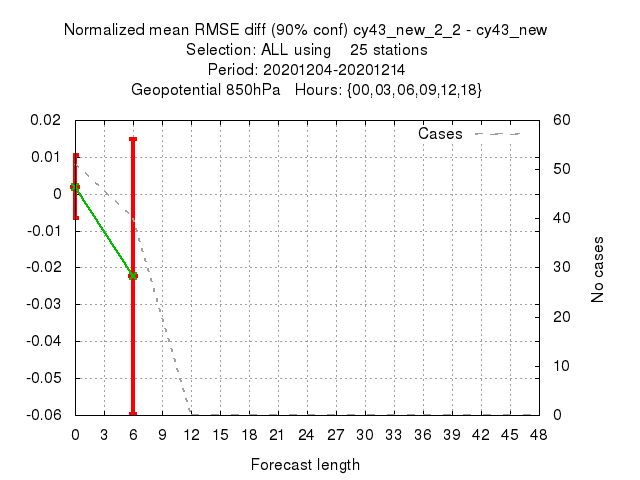 Normalized mean RMSE diff (90% conf) cy43_new_2_2 - cy43_new
Selection: ALL using    25 stations
Period: 20201204-20201214
Geopotential 850hPa   Hours: {00,03,06,09,12,18}
Cases
0.02
0.01
0
-0.01
-0.02
-0.03
-0.04
-0.05
-0.06
60
50
40
30
20
10
0
No cases
0 3 6 9 12 15 18 21 24 27 30 33 36 39 42 45 48
Forecast length